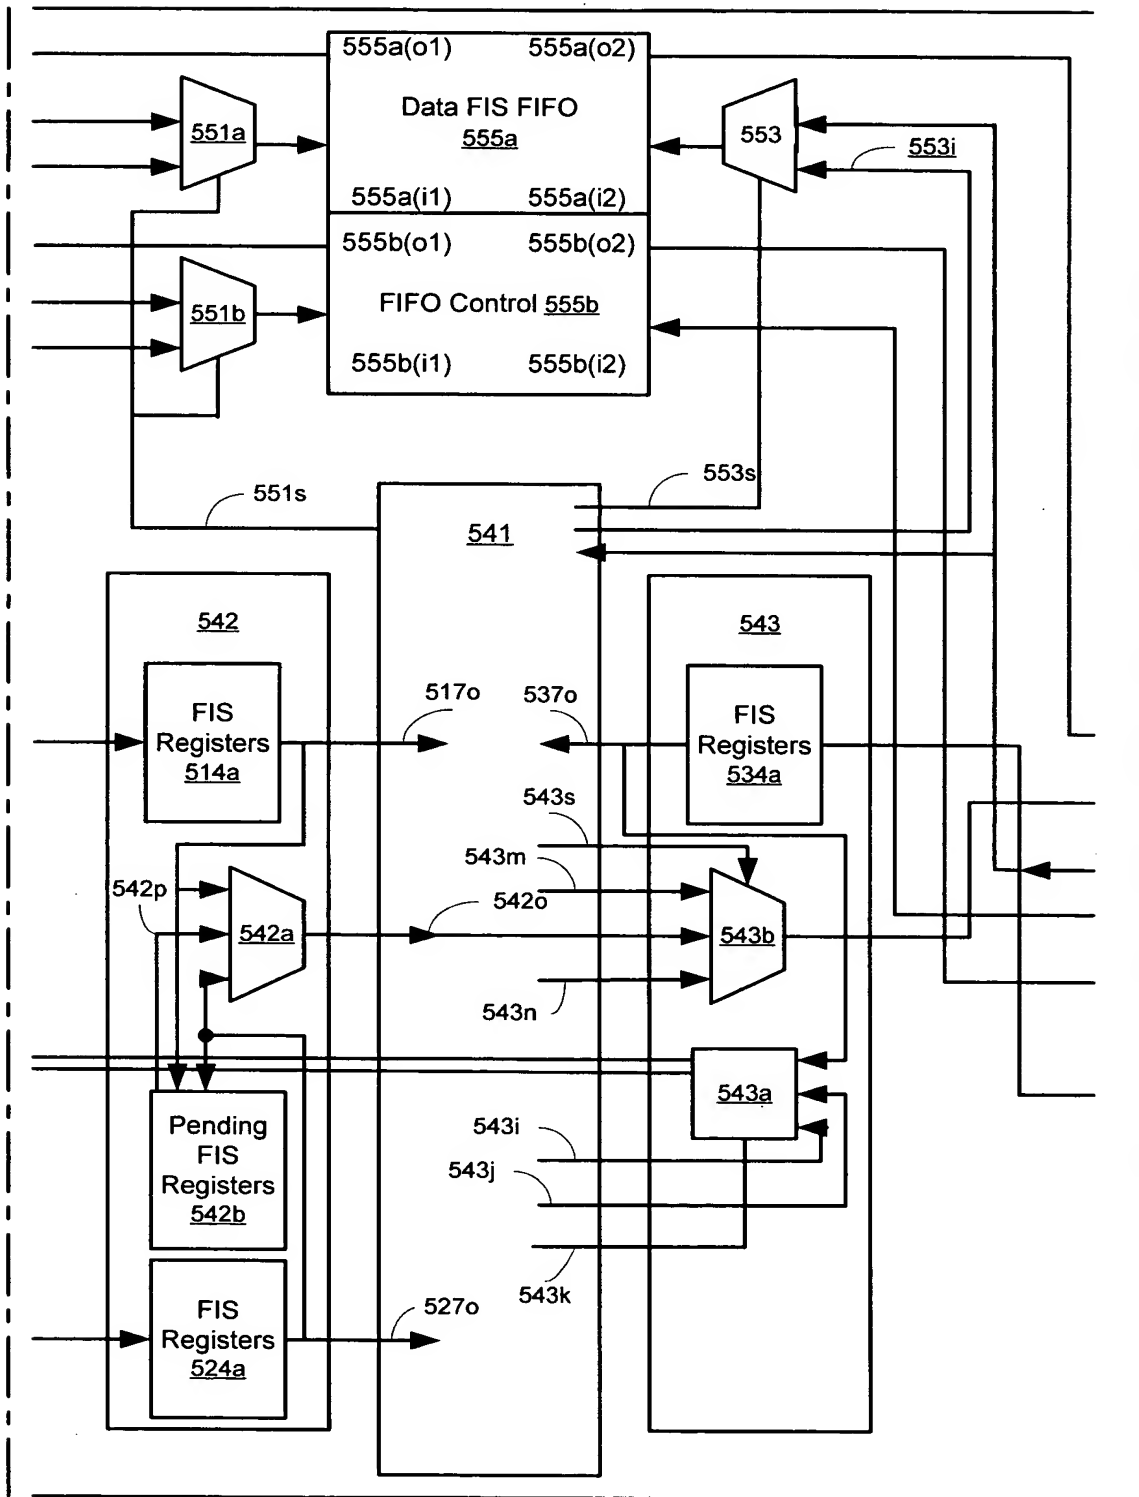 555a(o1) 555a(o2)
Data FIS FIFO
555a
551a
553
553i
555a(i1) 555a(i2)
555b(o1) 555b(o2)
FIFO Control 555b
551b
555b(i1) 555b(i2)
551s
553s
541
542
543
517o
537o
FIS
Registers
514a
FIS
Registers
534a
543s
543m
542p
542o
542a
543b
543n
543a
Pending
FIS
Registers
542b
543i
543j
543k
527o
FIS
Registers
524a